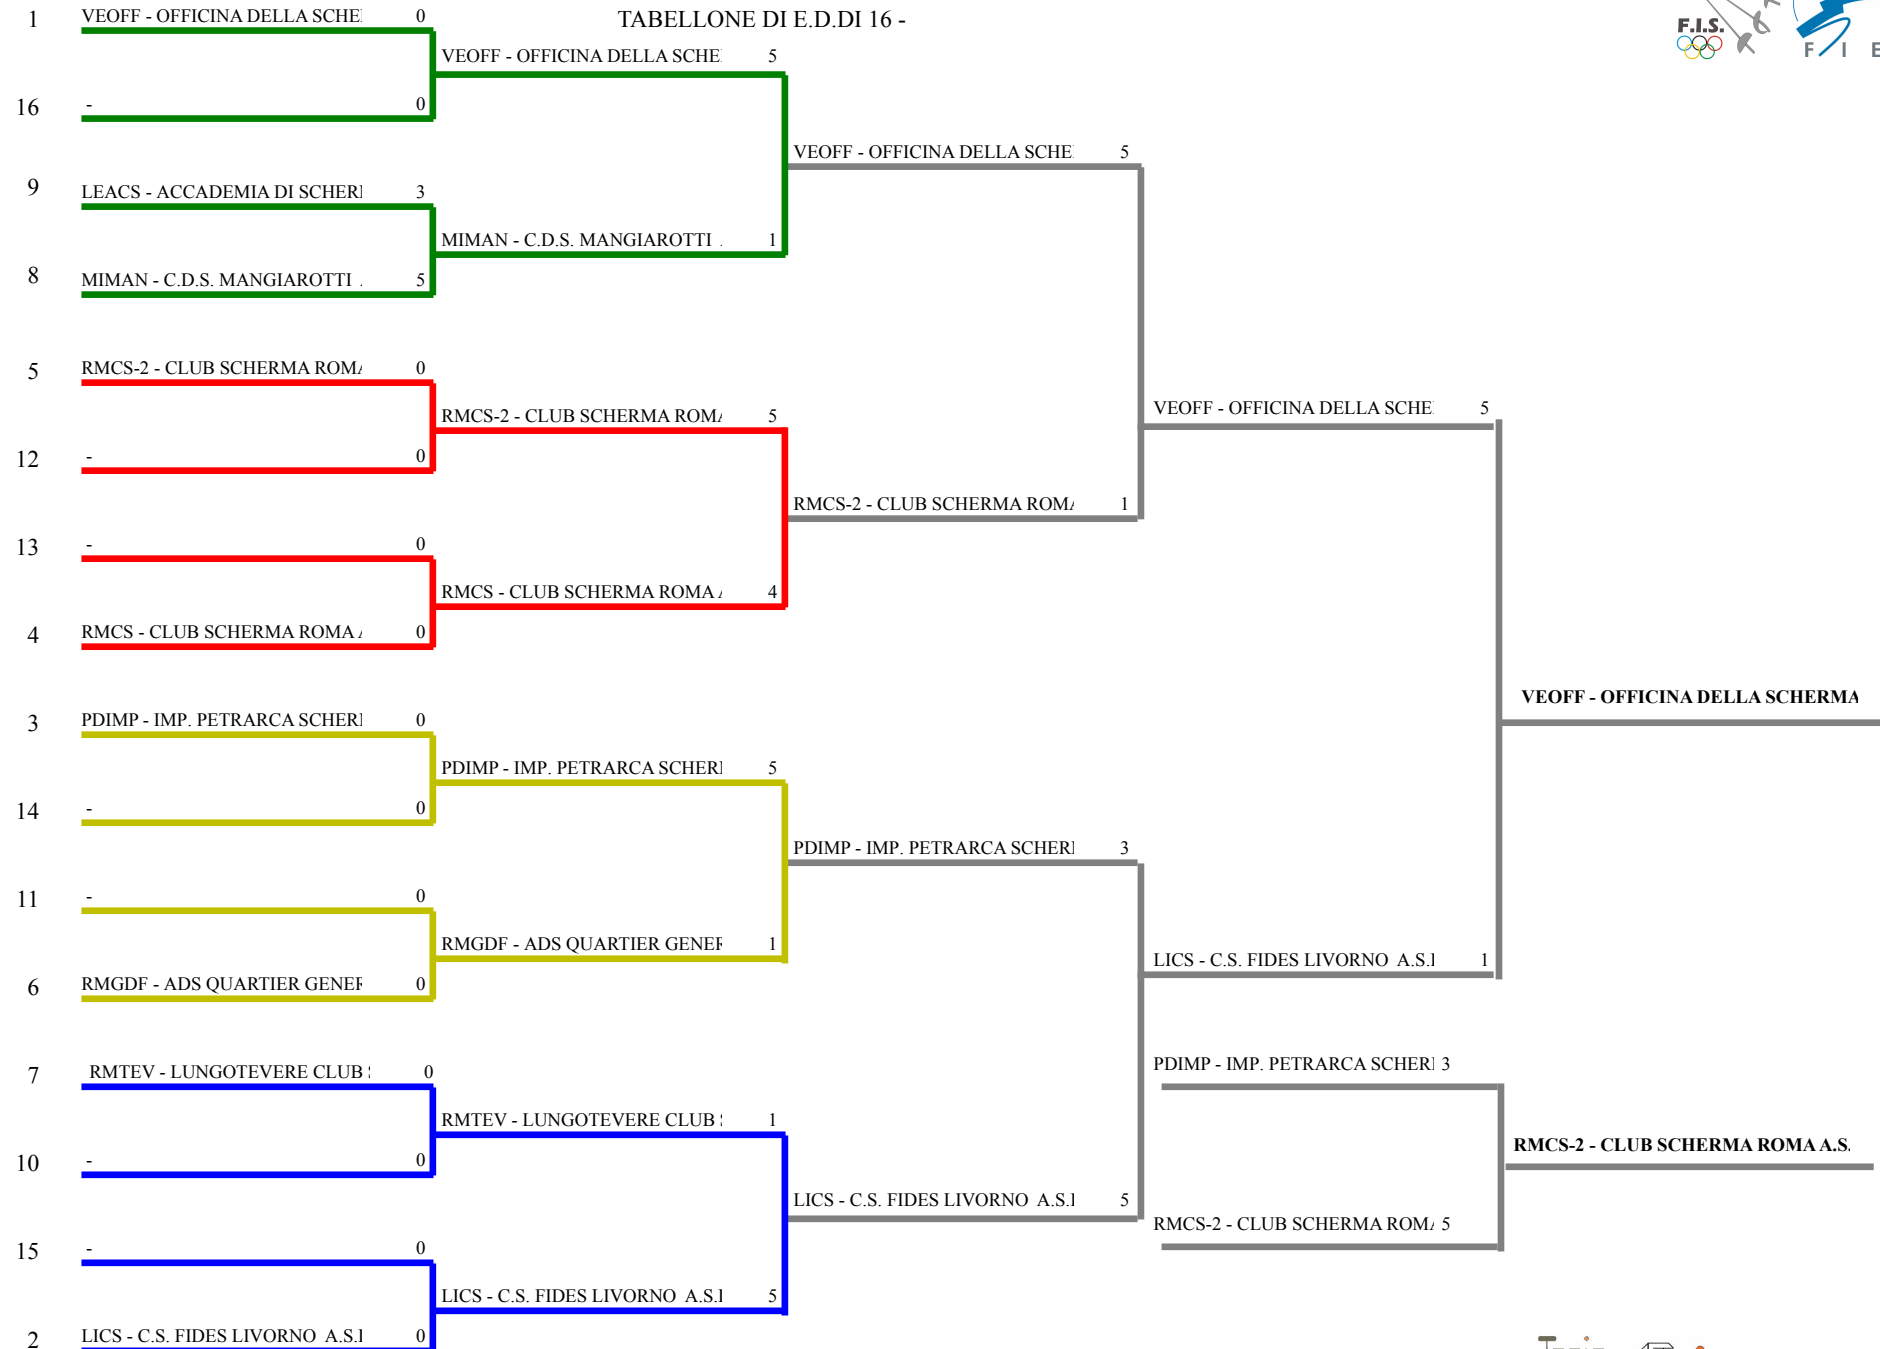 1 VEOFF - OFFICINA DELLA SCHE 0
TABELLONE DI E.D.DI 16 -
F.I.S.
F I E
VEOFF - OFFICINA DELLA SCHE 5
16 - 0
VEOFF - OFFICINA DELLA SCHE 5
9 LEACS - ACCADEMIA DI SCHER 3
MIMAN - C.D.S. MANGIAROTTI 1
8 MIMAN - C.D.S. MANGIAROTTI 5
5 RMCS-2 - CLUB SCHERMA ROMA 0
RMCS-2 - CLUB SCHERMA ROMA 5
VEOFF - OFFICINA DELLA SCHE 5
12 - 0
RMCS-2 - CLUB SCHERMA ROMA 1
13 - 0
RMCS - CLUB SCHERMA ROMA 4
4 RMCS - CLUB SCHERMA ROMA 0
VEOFF - OFFICINA DELLA SCHERMA
3 PDIMP - IMP. PETRARCA SCHER 0
PDIMP - IMP. PETRARCA SCHER 5
14 - 0
PDIMP - IMP. PETRARCA SCHER 3
11 - 0
RMGDF - ADS QUARTIER GENER 1
LICS - C.S. FIDES LIVORNO A.S. 1
6 RMGDF - ADS QUARTIER GENER 0
PDIMP - IMP. PETRARCA SCHER 3
7 RMTEV - LUNGOTEVERE CLUB 0
RMTEV - LUNGOTEVERE CLUB 1
RMCS-2 - CLUB SCHERMA ROMA A.S.
10 - 0
LICS - C.S. FIDES LIVORNO A.S. 5
RMCS-2 - CLUB SCHERMA ROMA 5
15 - 0
LICS - C.S. FIDES LIVORNO A.S. 5
2 LICS - C.S. FIDES LIVORNO A.S. 0